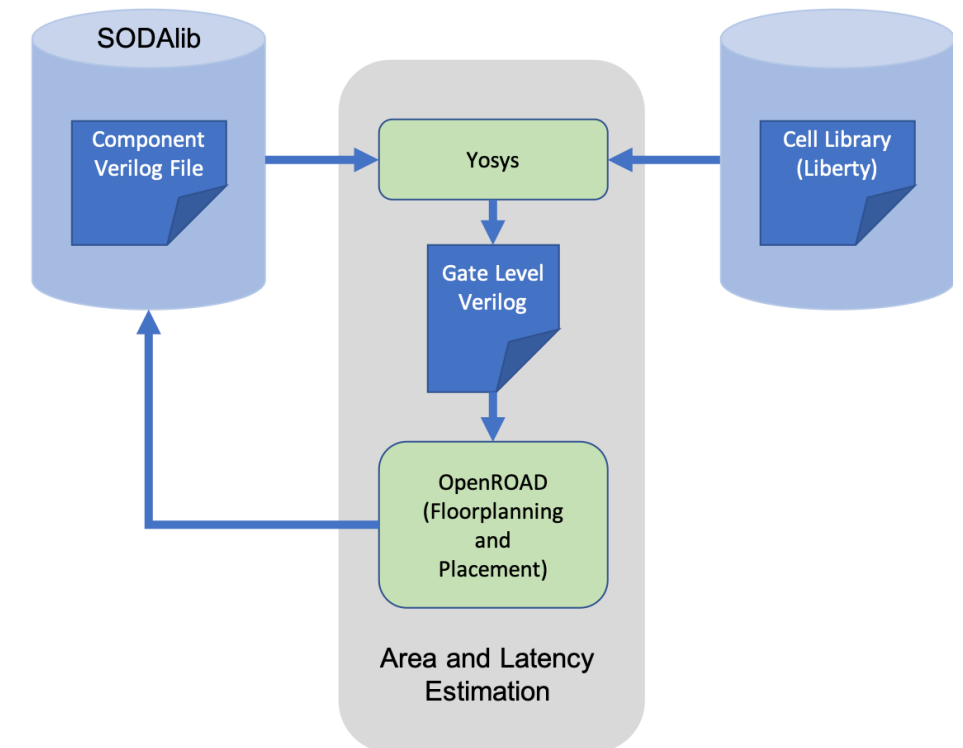 SODAlib
Component
Verilog File
Yosys
Cell Library
(Liberty)
Gate Level
Verilog
OpenROAD
(Floorplanning
and
Placement)
Area and Latency
Estimation